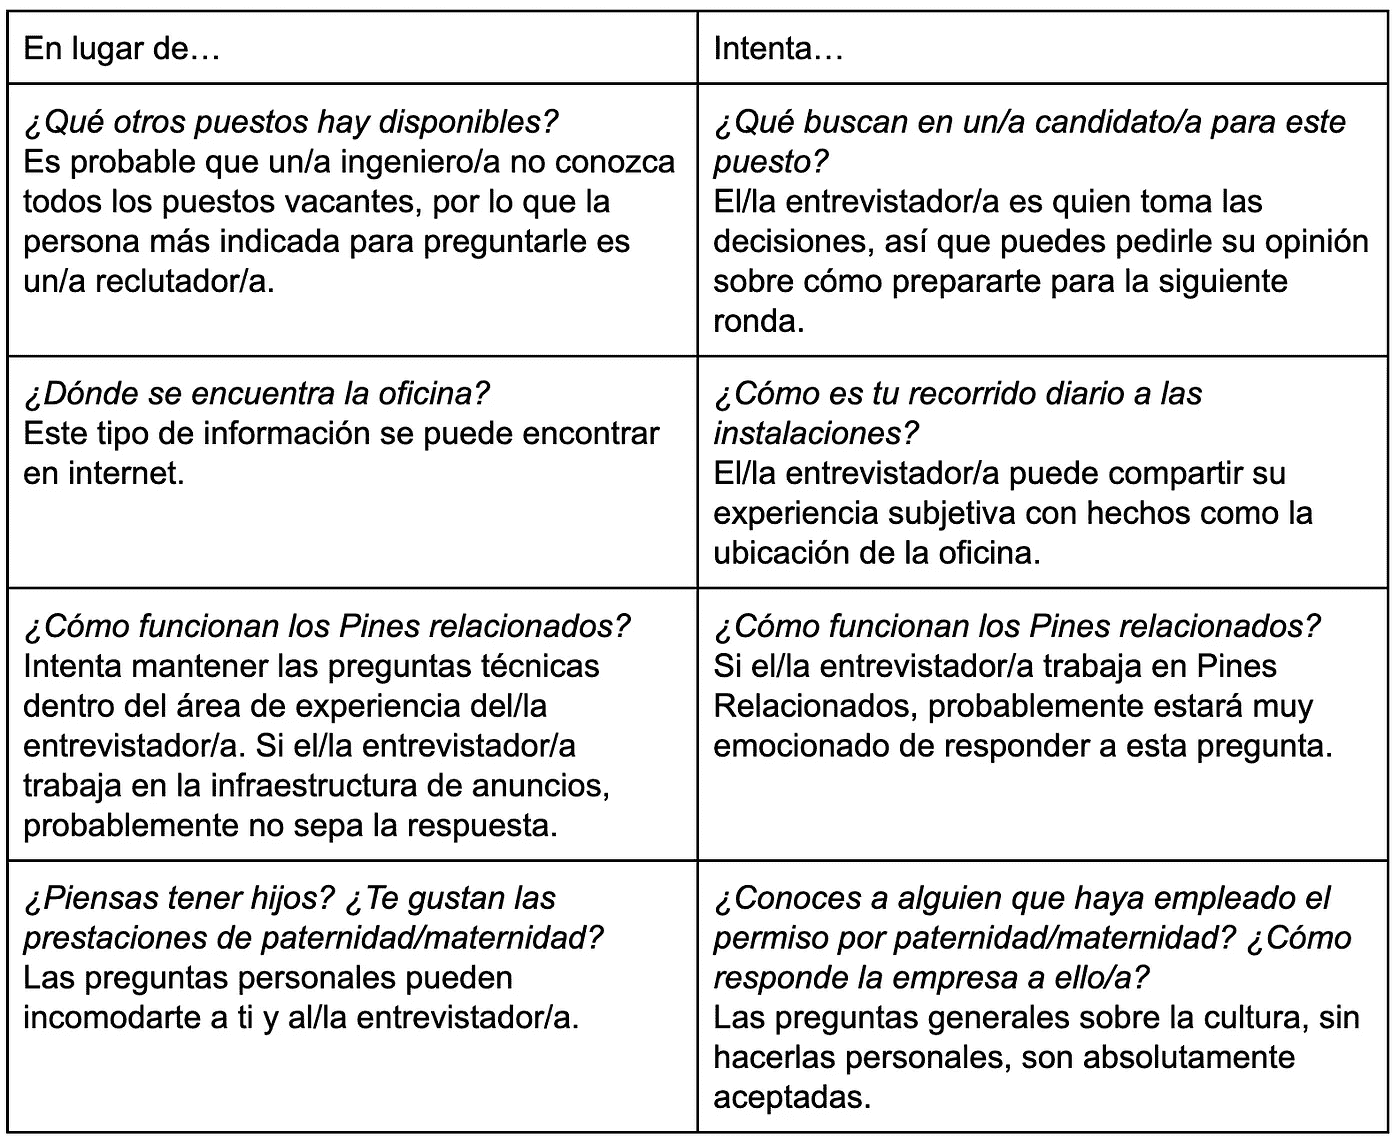 En lugar de…
Intenta…
¿Qué otros puestos hay disponibles?
Es probable que un/a ingeniero/a no conozca
todos los puestos vacantes, por lo que la
persona más indicada para preguntarle es
un/a reclutador/a.
¿Qué buscan en un/a candidato/a para este
puesto?
El/la entrevistador/a es quien toma las
decisiones, así que puedes pedirle su opinión
sobre cómo prepararte para la siguiente
ronda.
¿Dónde se encuentra la oficina?
Este tipo de información se puede encontrar
en internet.
¿Cómo es tu recorrido diario a las
instalaciones?
El/la entrevistador/a puede compartir su
experiencia subjetiva con hechos como la
ubicación de la oficina.
¿Cómo funcionan los Pines relacionados?
Intenta mantener las preguntas técnicas
dentro del área de experiencia del/la
entrevistador/a. Si el/la entrevistador/a
trabaja en la infraestructura de anuncios,
probablemente no sepa la respuesta.
¿Cómo funcionan los Pines relacionados?
Si el/la entrevistador/a trabaja en Pines
Relacionados, probablemente estará muy
emocionado de responder a esta pregunta.
¿Piensas tener hijos? ¿Te gustan las
prestaciones de paternidad/maternidad?
Las preguntas personales pueden
incomodarte a ti y al/la entrevistador/a.
¿Conoces a alguien que haya empleado el
permiso por paternidad/maternidad? ¿Cómo
responde la empresa a ello/a?
Las preguntas generales sobre la cultura, sin
hacerlas personales, son absolutamente
aceptadas.